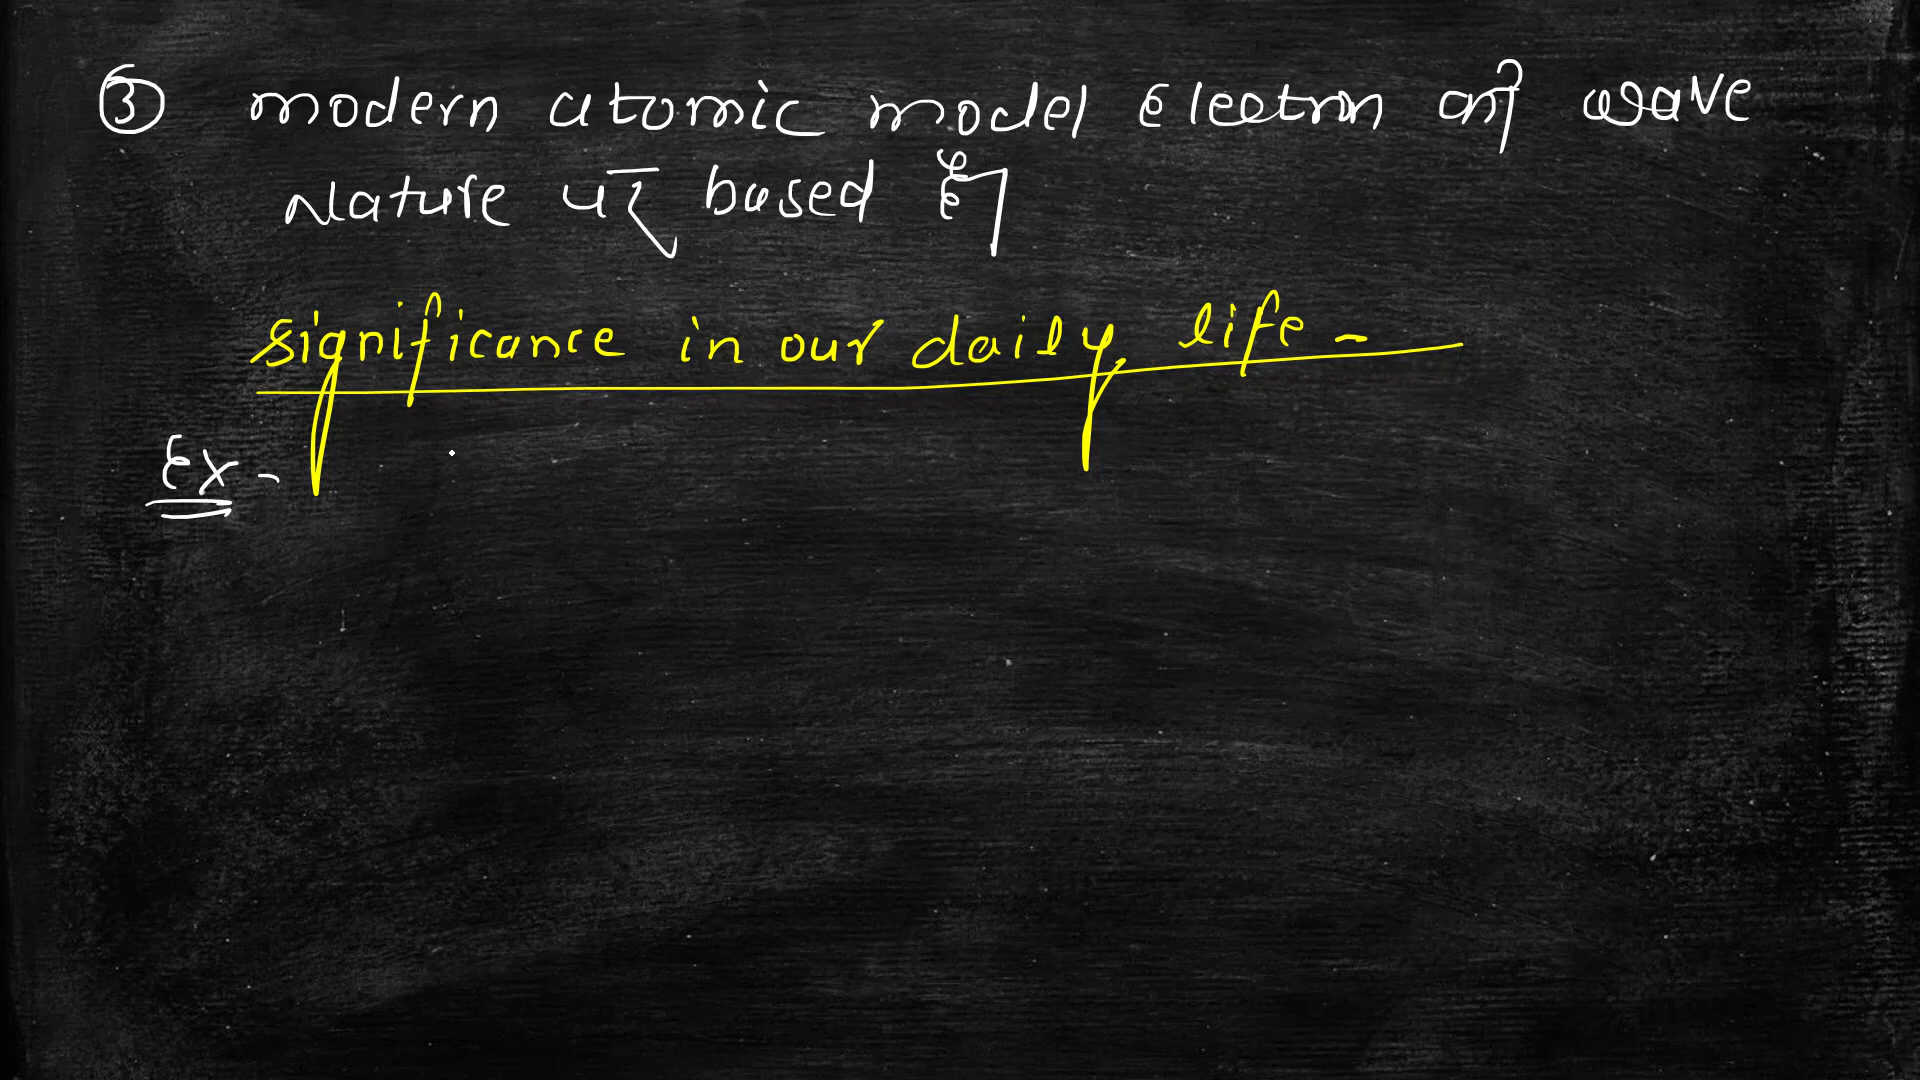 ③ modern atomic model Electron की wave
Nature पर based है।
Significance in our daily life -
Ex -